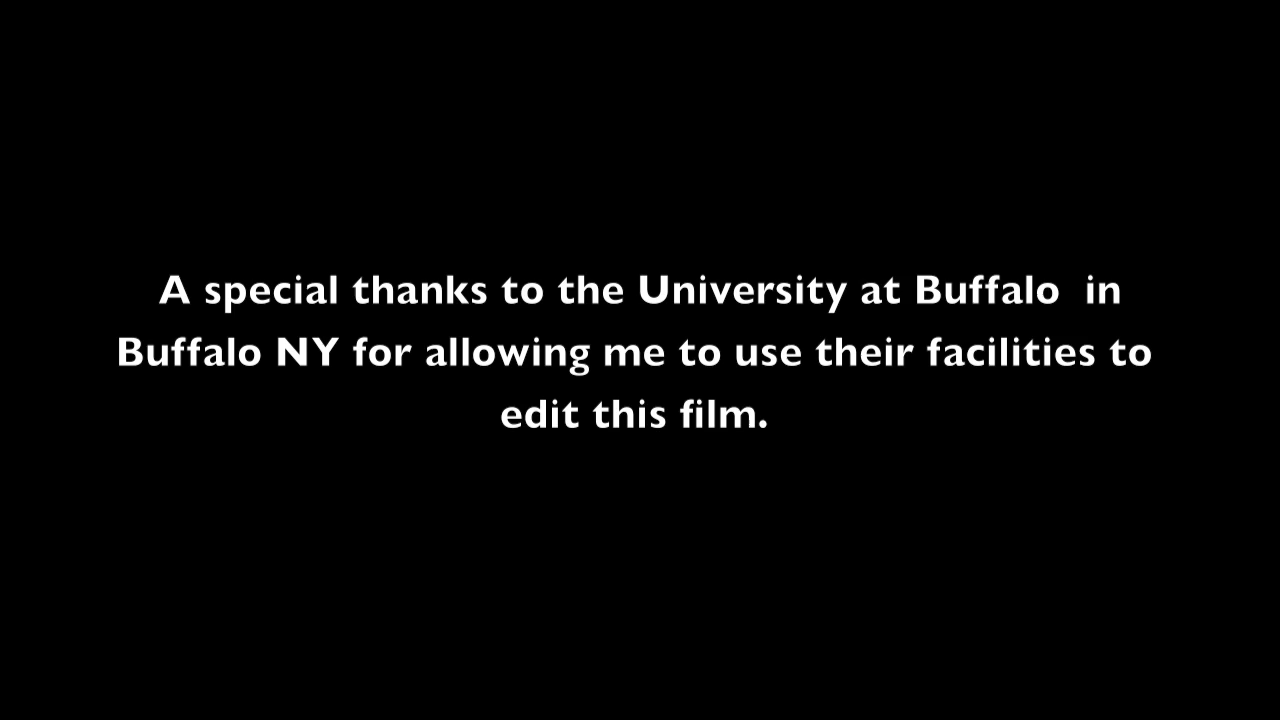 A special thanks to the University at Buffalo  in
Buffalo NY for allowing me to use their facilities to
edit this film.